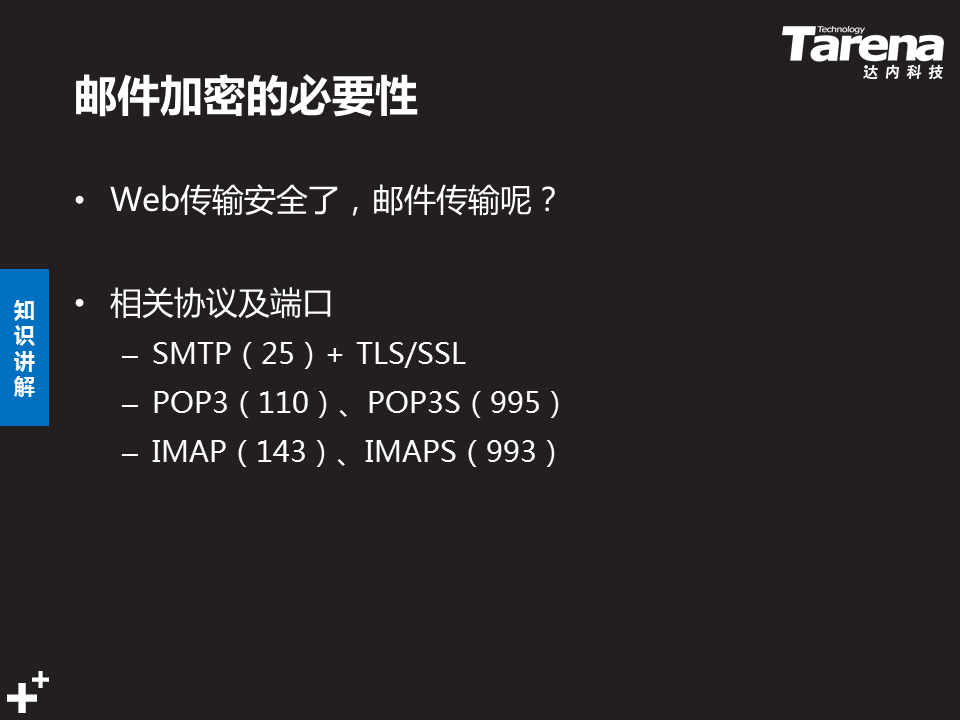 Technology
Tarena
达内科技
邮件加密的必要性
• Web传输安全了，邮件传输呢？
• 相关协议及端口
– SMTP（25）+ TLS/SSL
– POP3（110）、POP3S（995）
– IMAP（143）、IMAPS（993）
知识讲解